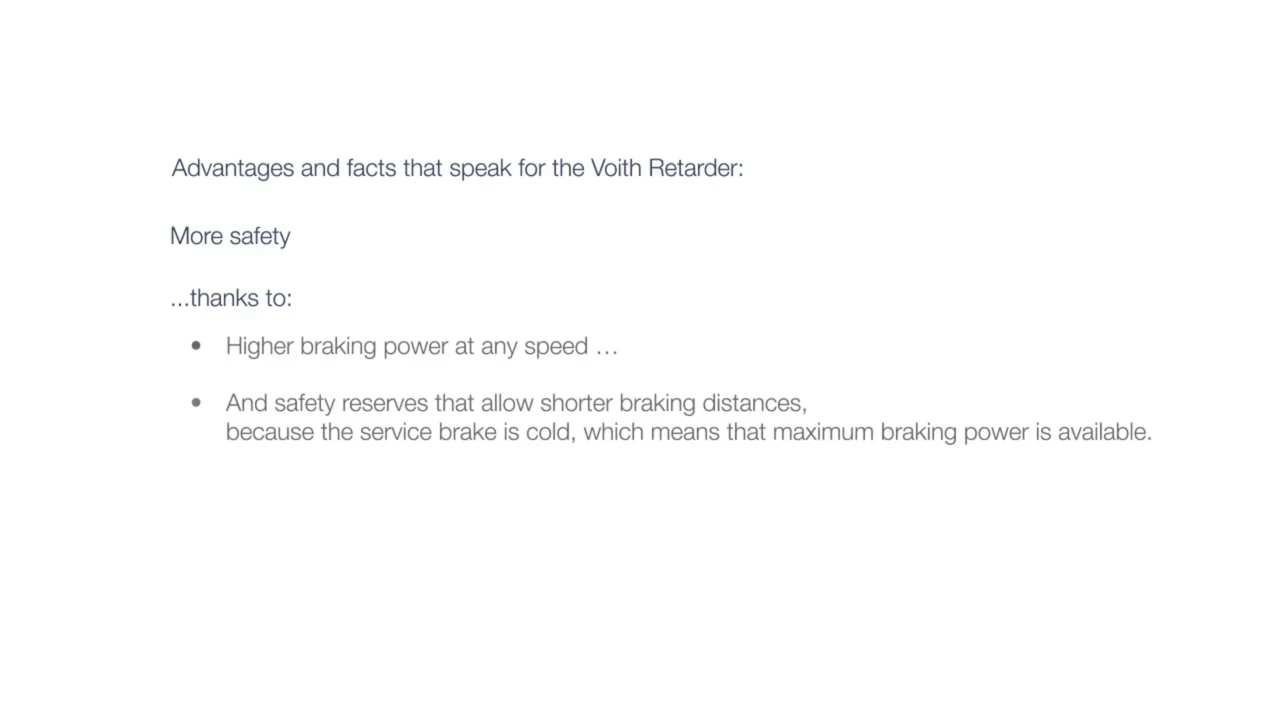 Advantages and facts that speak for the Voith Retarder:
More safety
...thanks to:
• Higher braking power at any speed …
• And safety reserves that allow shorter braking distances,
because the service brake is cold, which means that maximum braking power is available.